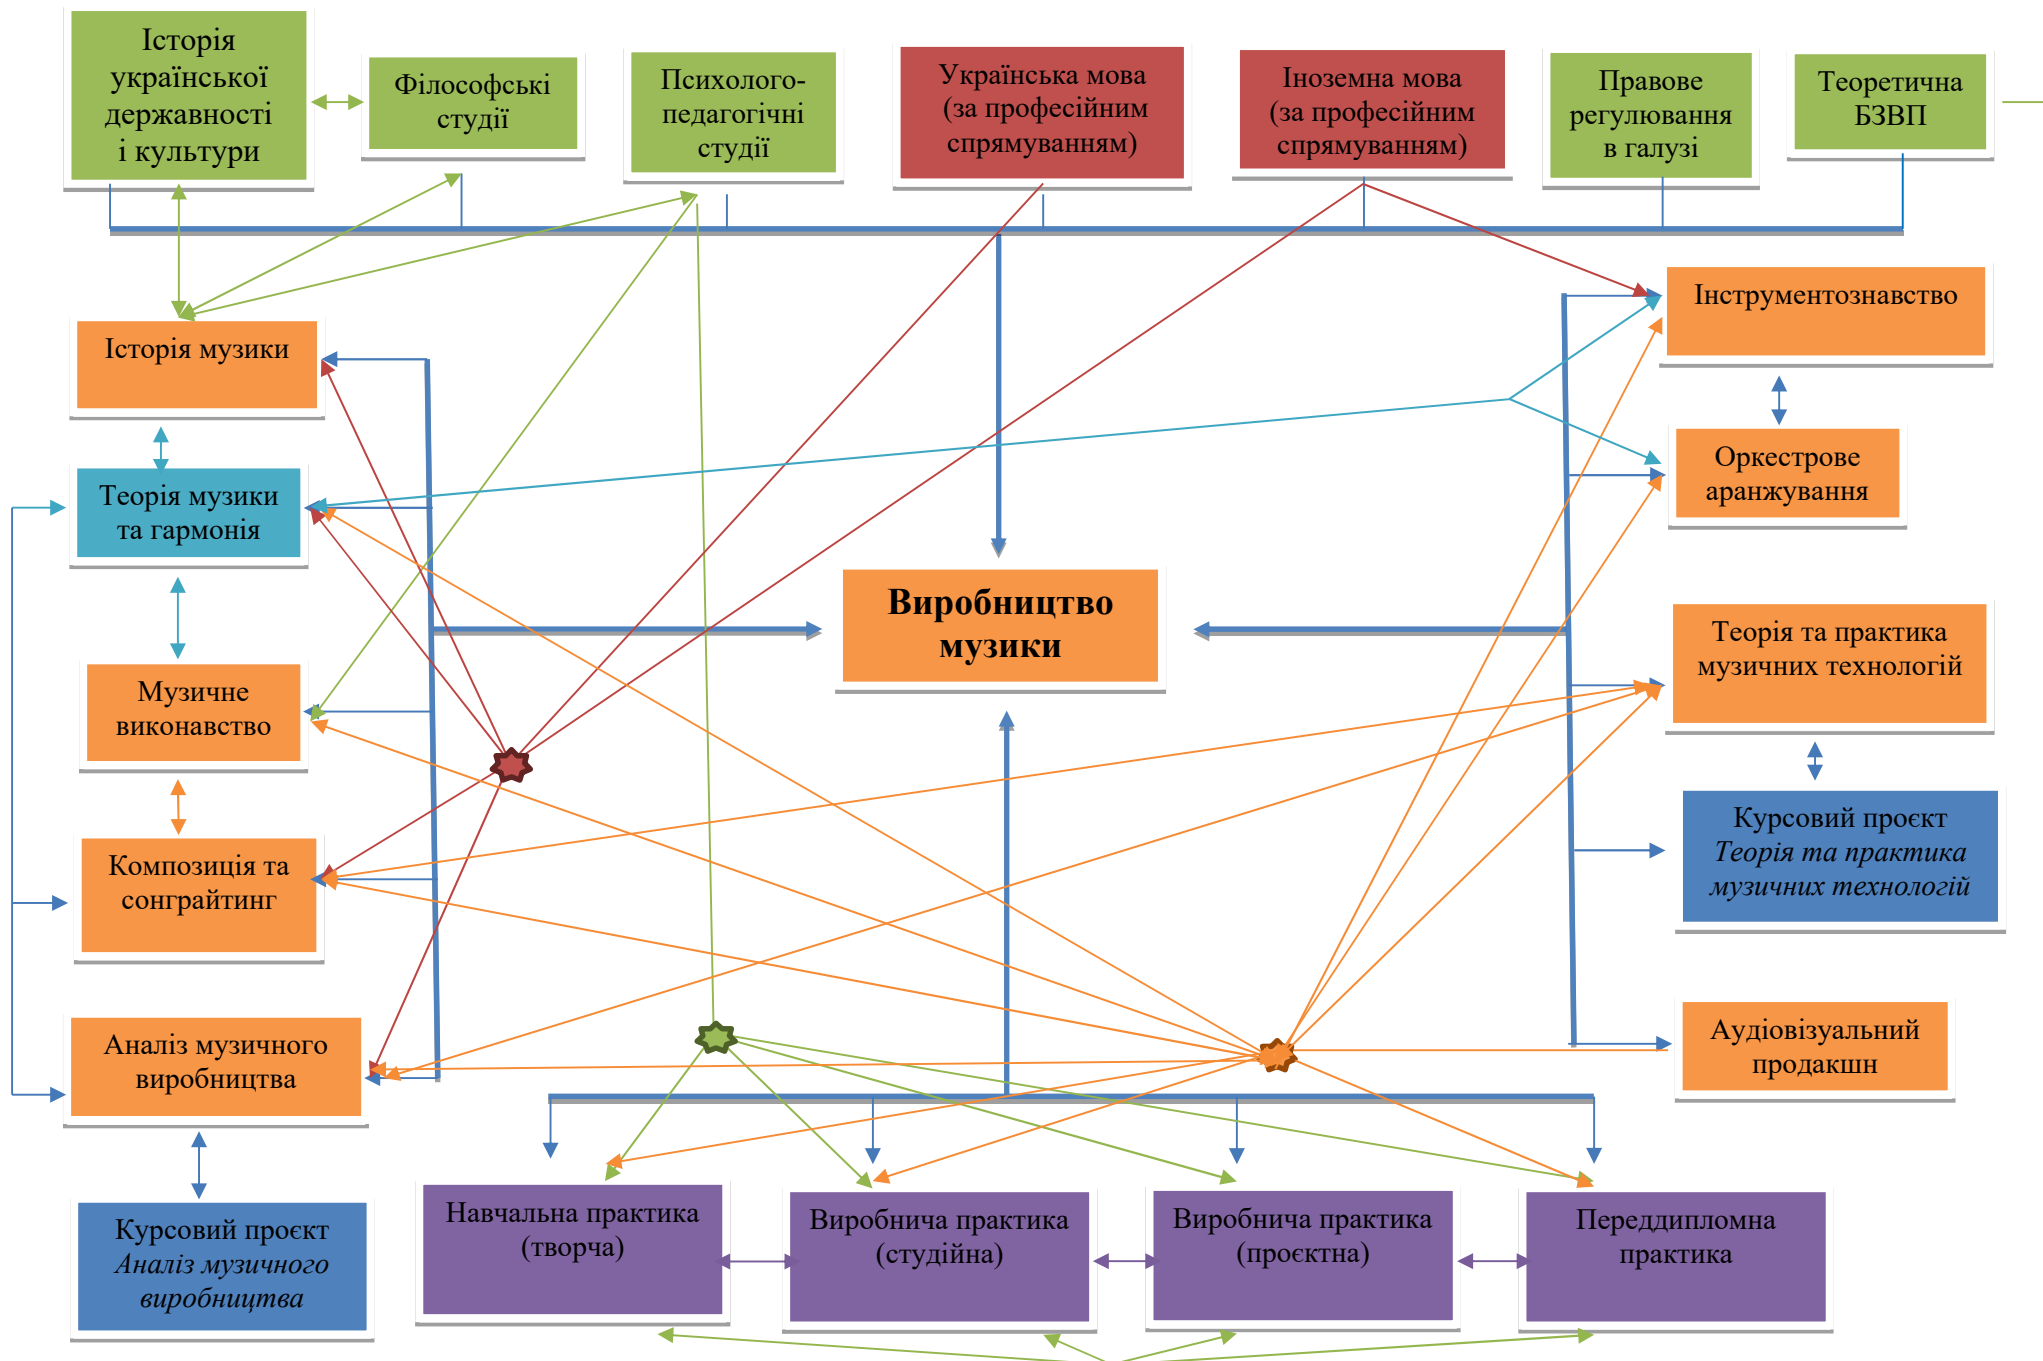 Історія
української
державності
і культури
Філософські
студії
Психолого-
педагогічні
студії
Українська мова
(за професійним
спрямуванням)
Іноземна мова
(за професійним
спрямуванням)
Правове
регулювання
в галузі
Теоретична
БЗВП
Історія музики
Інструментознавство
Теорія музики
та гармонія
Оркестрове
аранжування
Виробництво
музики
Музичне
виконавство
Теорія та практика
музичних технологій
Композиція та
сонграйтинг
Курсовий проєкт
Теорія та практика
музичних технологій
Аналіз музичного
виробництва
Аудіовізуальний
продакшн
Курсовий проєкт
Аналіз музичного
виробництва
Навчальна практика
(творча)
Виробнича практика
(студійна)
Виробнича практика
(проєктна)
Переддипломна
практика